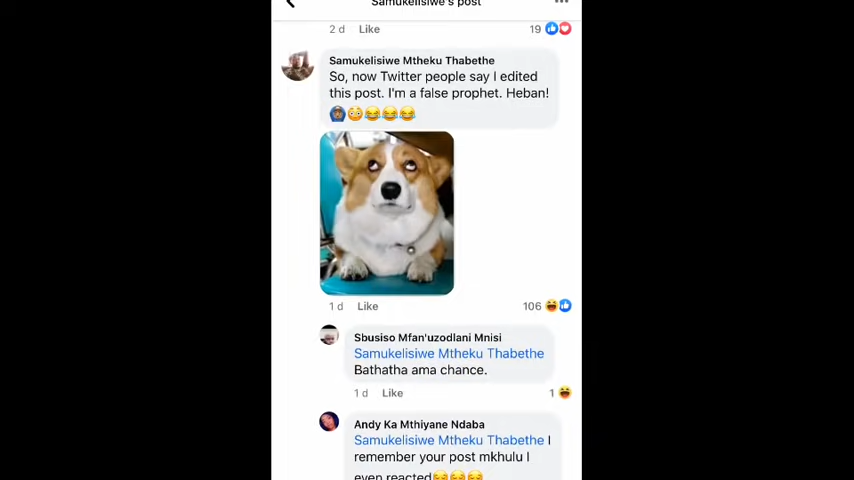 Samukelisiwe's post
2 d Like 19
Samukelisiwe Mtheku Thabethe
So, now Twitter people say I edited
this post. I'm a false prophet. Heban!
🙆🏾‍♂️😳😂😂😂
1 d Like 106
Sbusiso Mfan'uzodlani Mnisi
Samukelisiwe Mtheku Thabethe
Bathatha ama chance.
1 d Like 1
Andy Ka Mthiyane Ndaba
Samukelisiwe Mtheku Thabethe I
remember your post mkhulu I
even reacted😏😏😏